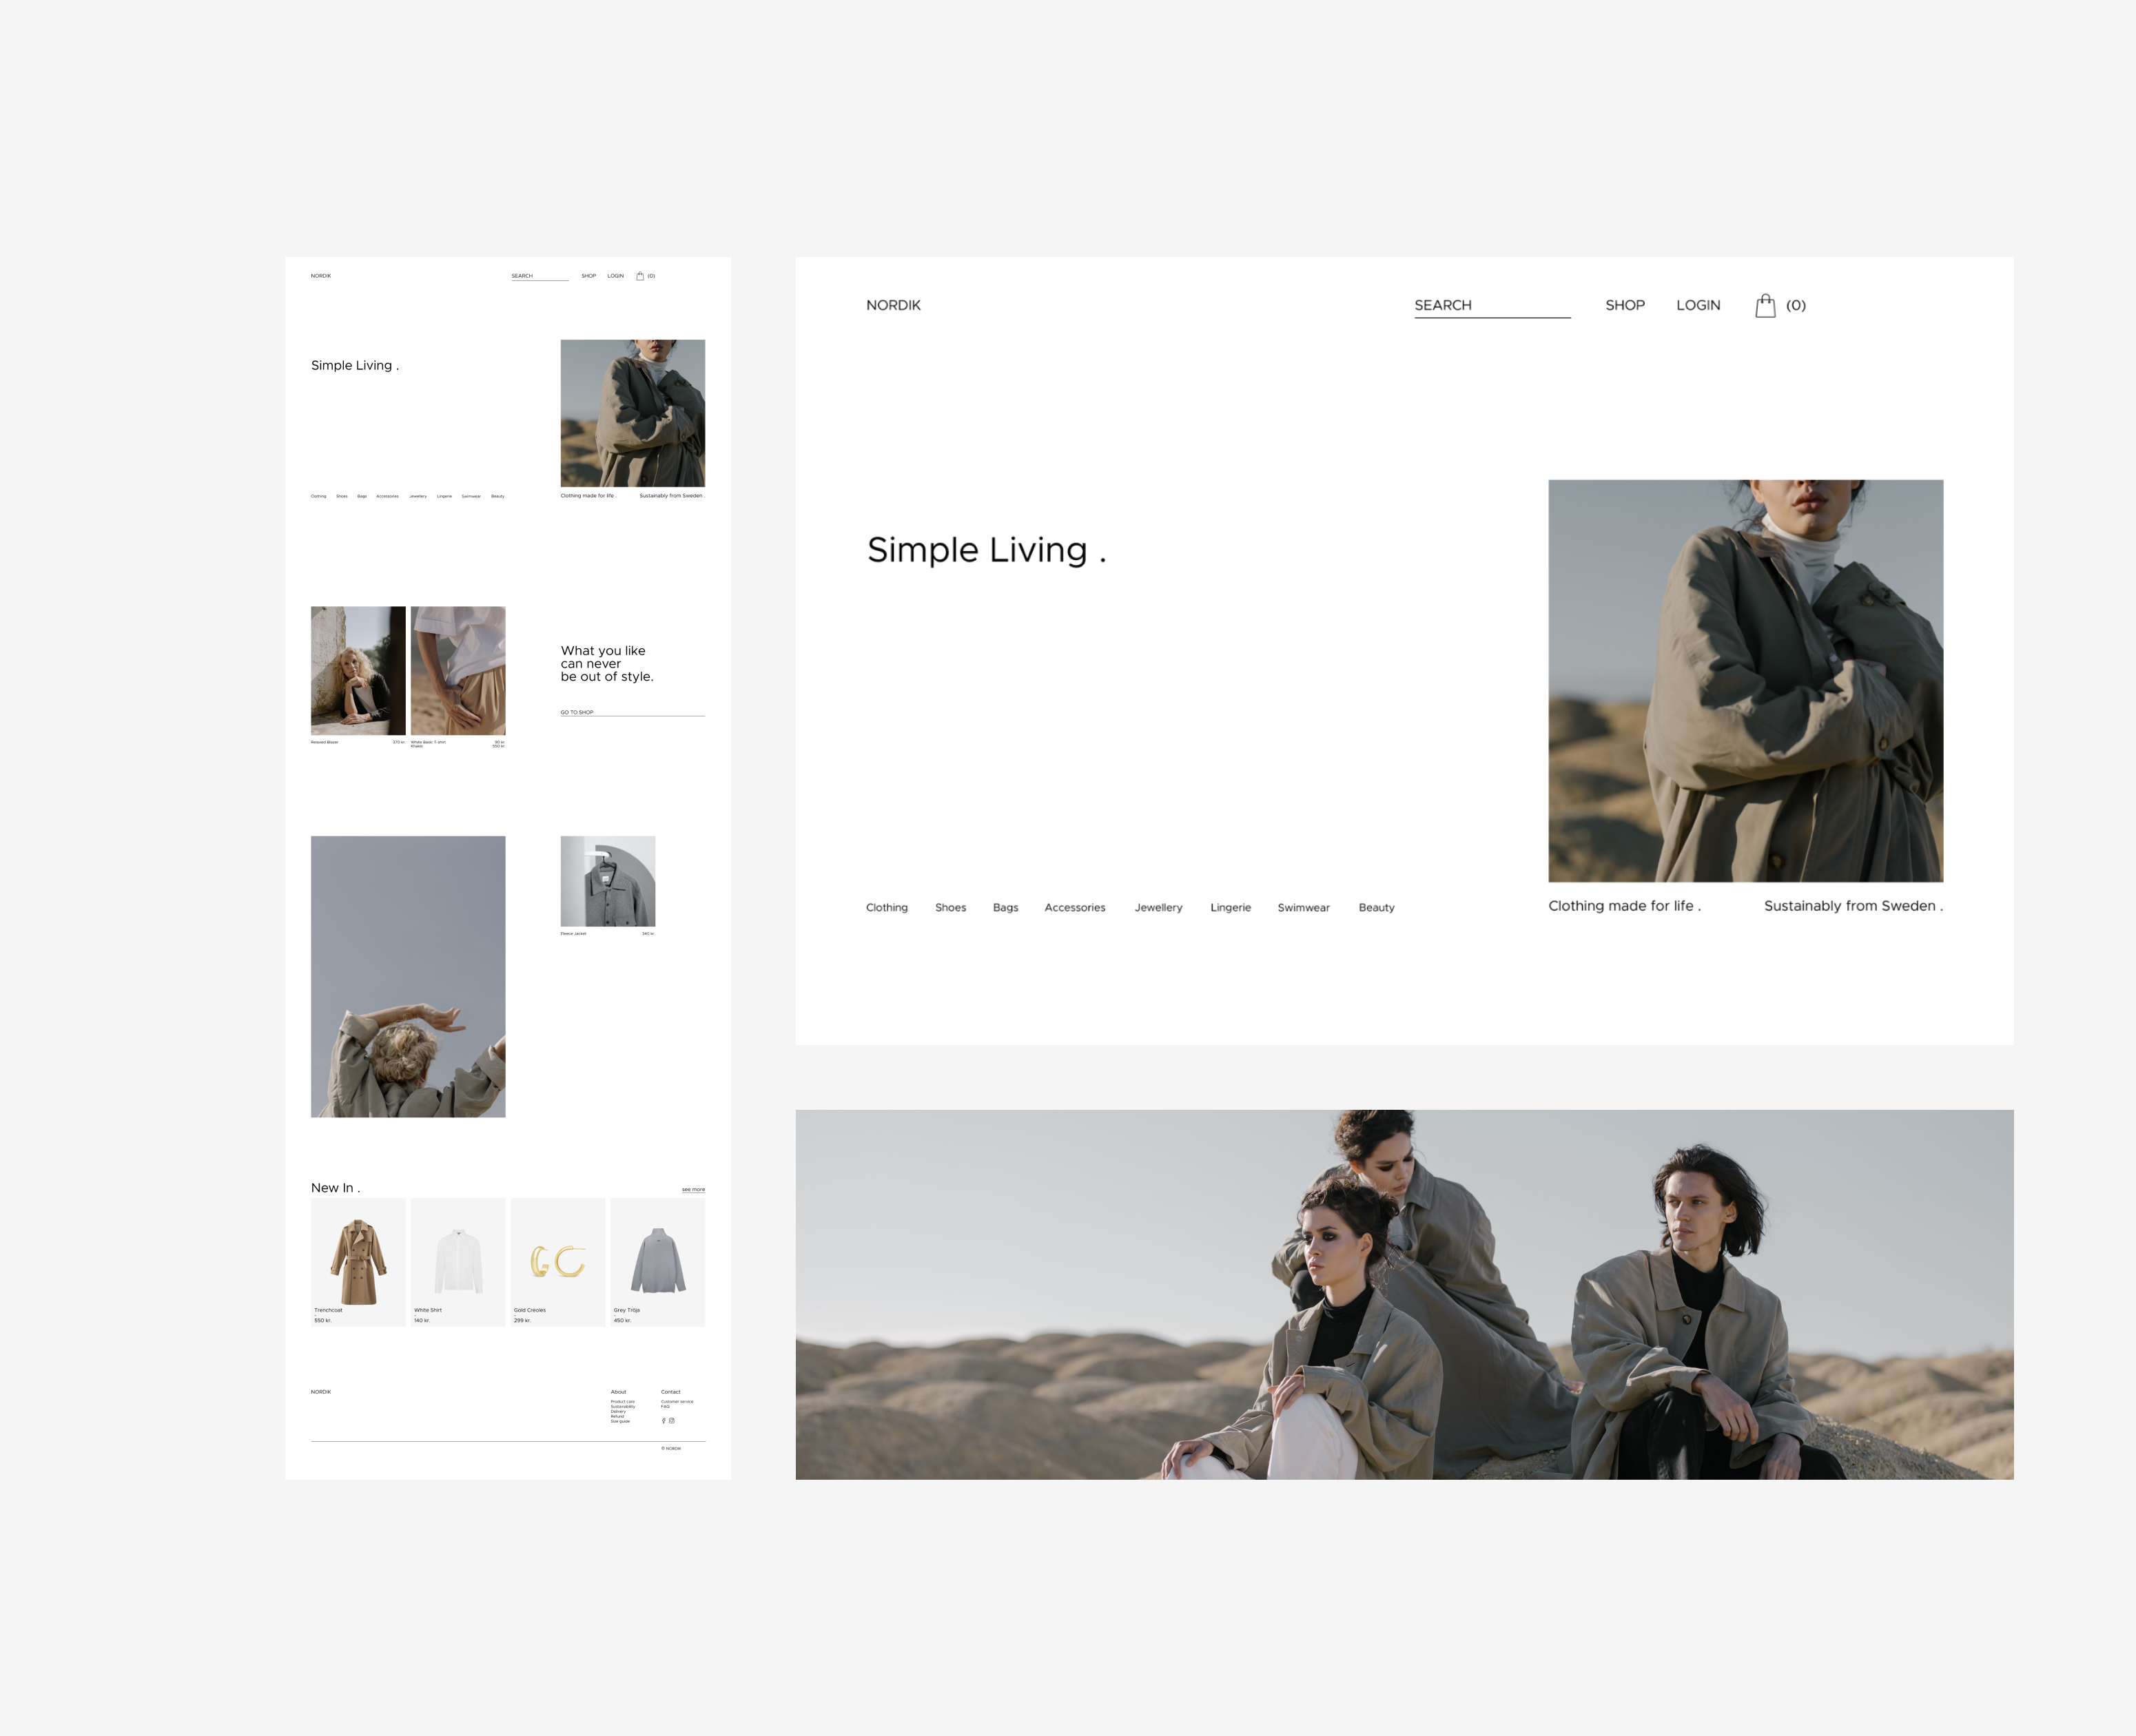 NORDIK
SEARCH
SHOP
LOGIN
(0)
Simple Living .
Clothing Shoes Bags Accessories Jewellery Lingerie Swimwear Beauty
Clothing made for life .
Sustainably from Sweden .
What you like
can never
be out of style.
GO TO SHOP
Relaxed Blazer
370 kr.
White Basic T-shirt
90 kr.
Khakis
550 kr.
Fleece Jacket
240 kr.
New In .
see more
Trenchcoat
-
550 kr.
White Shirt
-
140 kr.
Gold Creoles
-
299 kr.
Grey Tröja
-
450 kr.
NORDIK
About
Product care
Sustainability
Delivery
Refund
Size guide
Contact
Customer service
FAQ
© NORDIK
NORDIK
SEARCH
SHOP
LOGIN
(0)
Simple Living .
Clothing Shoes Bags Accessories Jewellery Lingerie Swimwear Beauty
Clothing made for life .
Sustainably from Sweden .